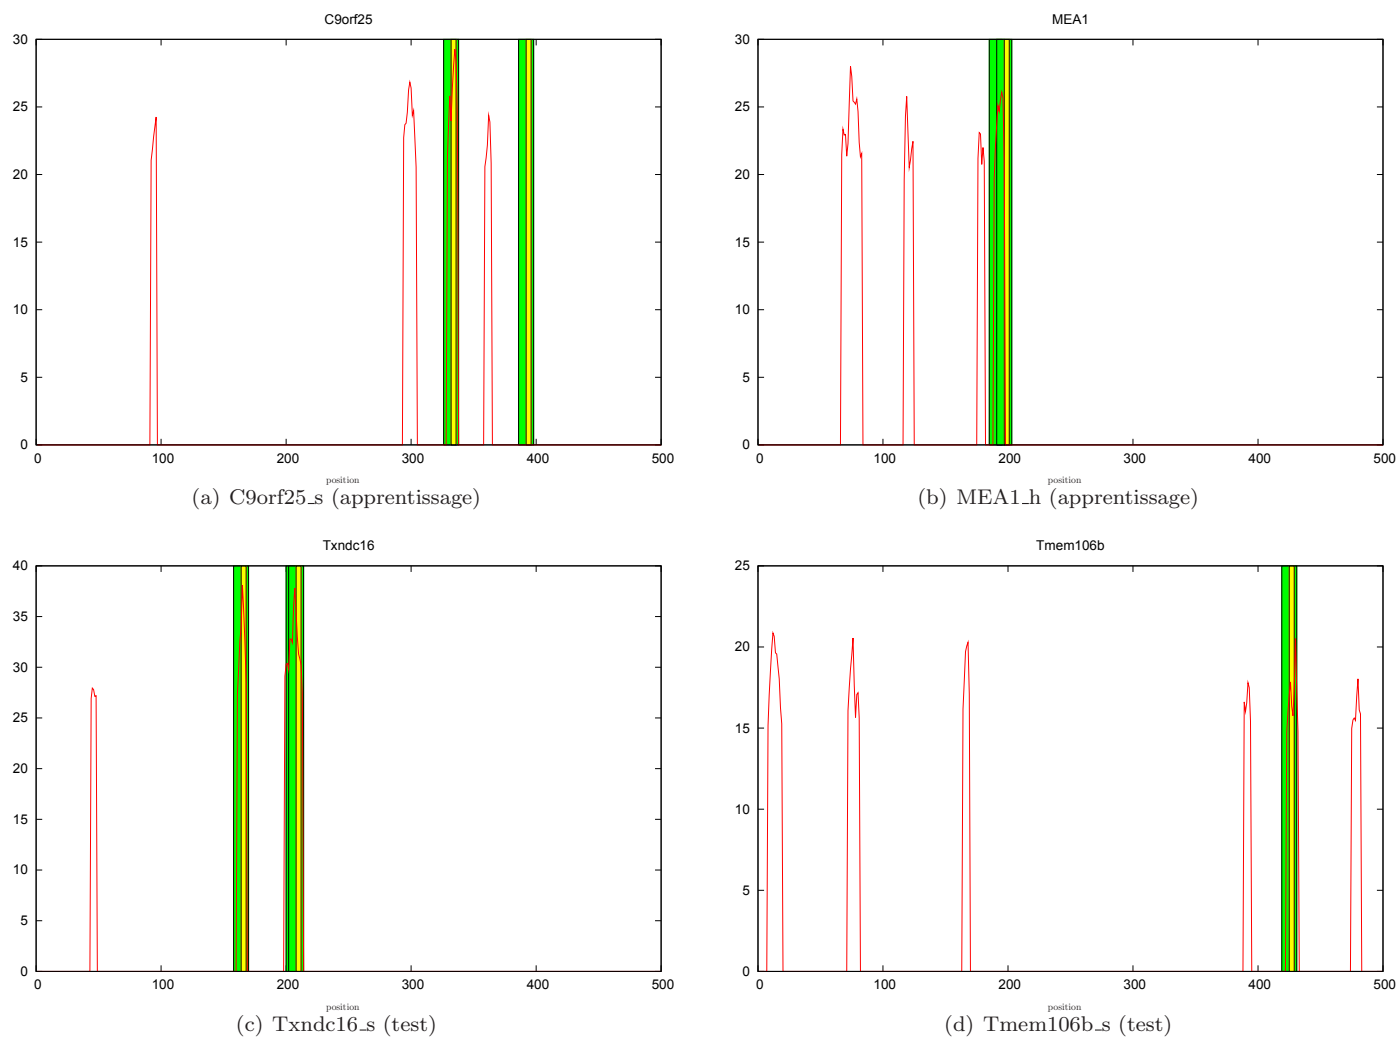 C9orf25
30
25
20
15
10
5
0
0 100 200 300 400 500
position
(a) C9orf25_s (apprentissage)
MEA1
30
25
20
15
10
5
0
0 100 200 300 400 500
position
(b) MEA1_h (apprentissage)
Txndc16
40
35
30
25
20
15
10
5
0
0 100 200 300 400 500
position
(c) Txndc16_s (test)
Tmem106b
25
20
15
10
5
0
0 100 200 300 400 500
position
(d) Tmem106b_s (test)